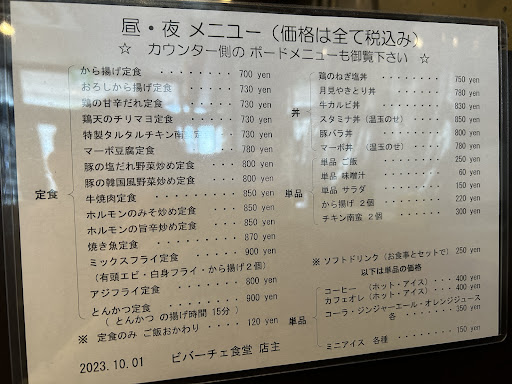 昼・夜 メニュー（価格は全て税込み）
☆ カウンター側の ボードメニューも御覧下さい ☆
定食
から揚げ定食 ・・・・・・・・ 700 yen
おろしから揚げ定食 ・・・・・・ 730 yen
鶏の甘辛だれ定食 ・・・・・・・ 730 yen
鶏天のチリマヨ定食 ・・・・・・ 730 yen
特製タルタルチキン南蛮定食 ・・・ 780 yen
マーボ豆腐定食 ・・・・・・・ 780 yen
豚の塩だれ野菜炒め定食 ・・・・ 800 yen
豚の韓国風野菜炒め定食 ・・・・ 800 yen
牛焼肉定食 ・・・・・・・・・ 850 yen
ホルモンのみそ炒め定食 ・・・・ 850 yen
ホルモンの旨辛炒め定食 ・・・・ 850 yen
焼き魚定食 ・・・・・・・・・ 870 yen
ミックスフライ定食 ・・・・・・ 900 yen
（有頭エビ・白身フライ・から揚げ２個）
アジフライ定食 ・・・・・・・ 800 yen
とんかつ定食 ・・・・・・・・ 900 yen
（ とんかつ の揚げ時間 15分 ）
※ 定食のみ ご飯おかわり ・・・ 120 yen
丼
鶏のねぎ塩丼 ・・・・・・・・ 750 yen
月見やきとり丼 ・・・・・・・ 780 yen
牛カルビ丼 ・・・・・・・・・ 830 yen
スタミナ丼 （温玉のせ） ・・・・ 850 yen
豚バラ丼 ・・・・・・・・・・ 800 yen
マーボ丼 （温玉のせ） ・・・・・ 780 yen
単品
単品 ご飯 ・・・・・・・・・ 250 yen
単品 味噌汁 ・・・・・・・・ 60 yen
単品 サラダ ・・・・・・・・ 150 yen
から揚げ ２個 ・・・・・・・ 220 yen
チキン南蛮 ２個 ・・・・・・ 300 yen
※ ソフトドリンク（お食事とセットで） 250 yen
以下は単品の価格
単品
コーヒー （ホット・アイス）・・・ 400 yen
カフェオレ（ホット・アイス）・・・ 400 yen
コーラ・ジンジャーエール・オレンジジュース
各 ・・・・ 350 yen
ミニアイス 各種 ・・・・・・ 150 yen
2023.10.01 ビバーチェ食堂 店主